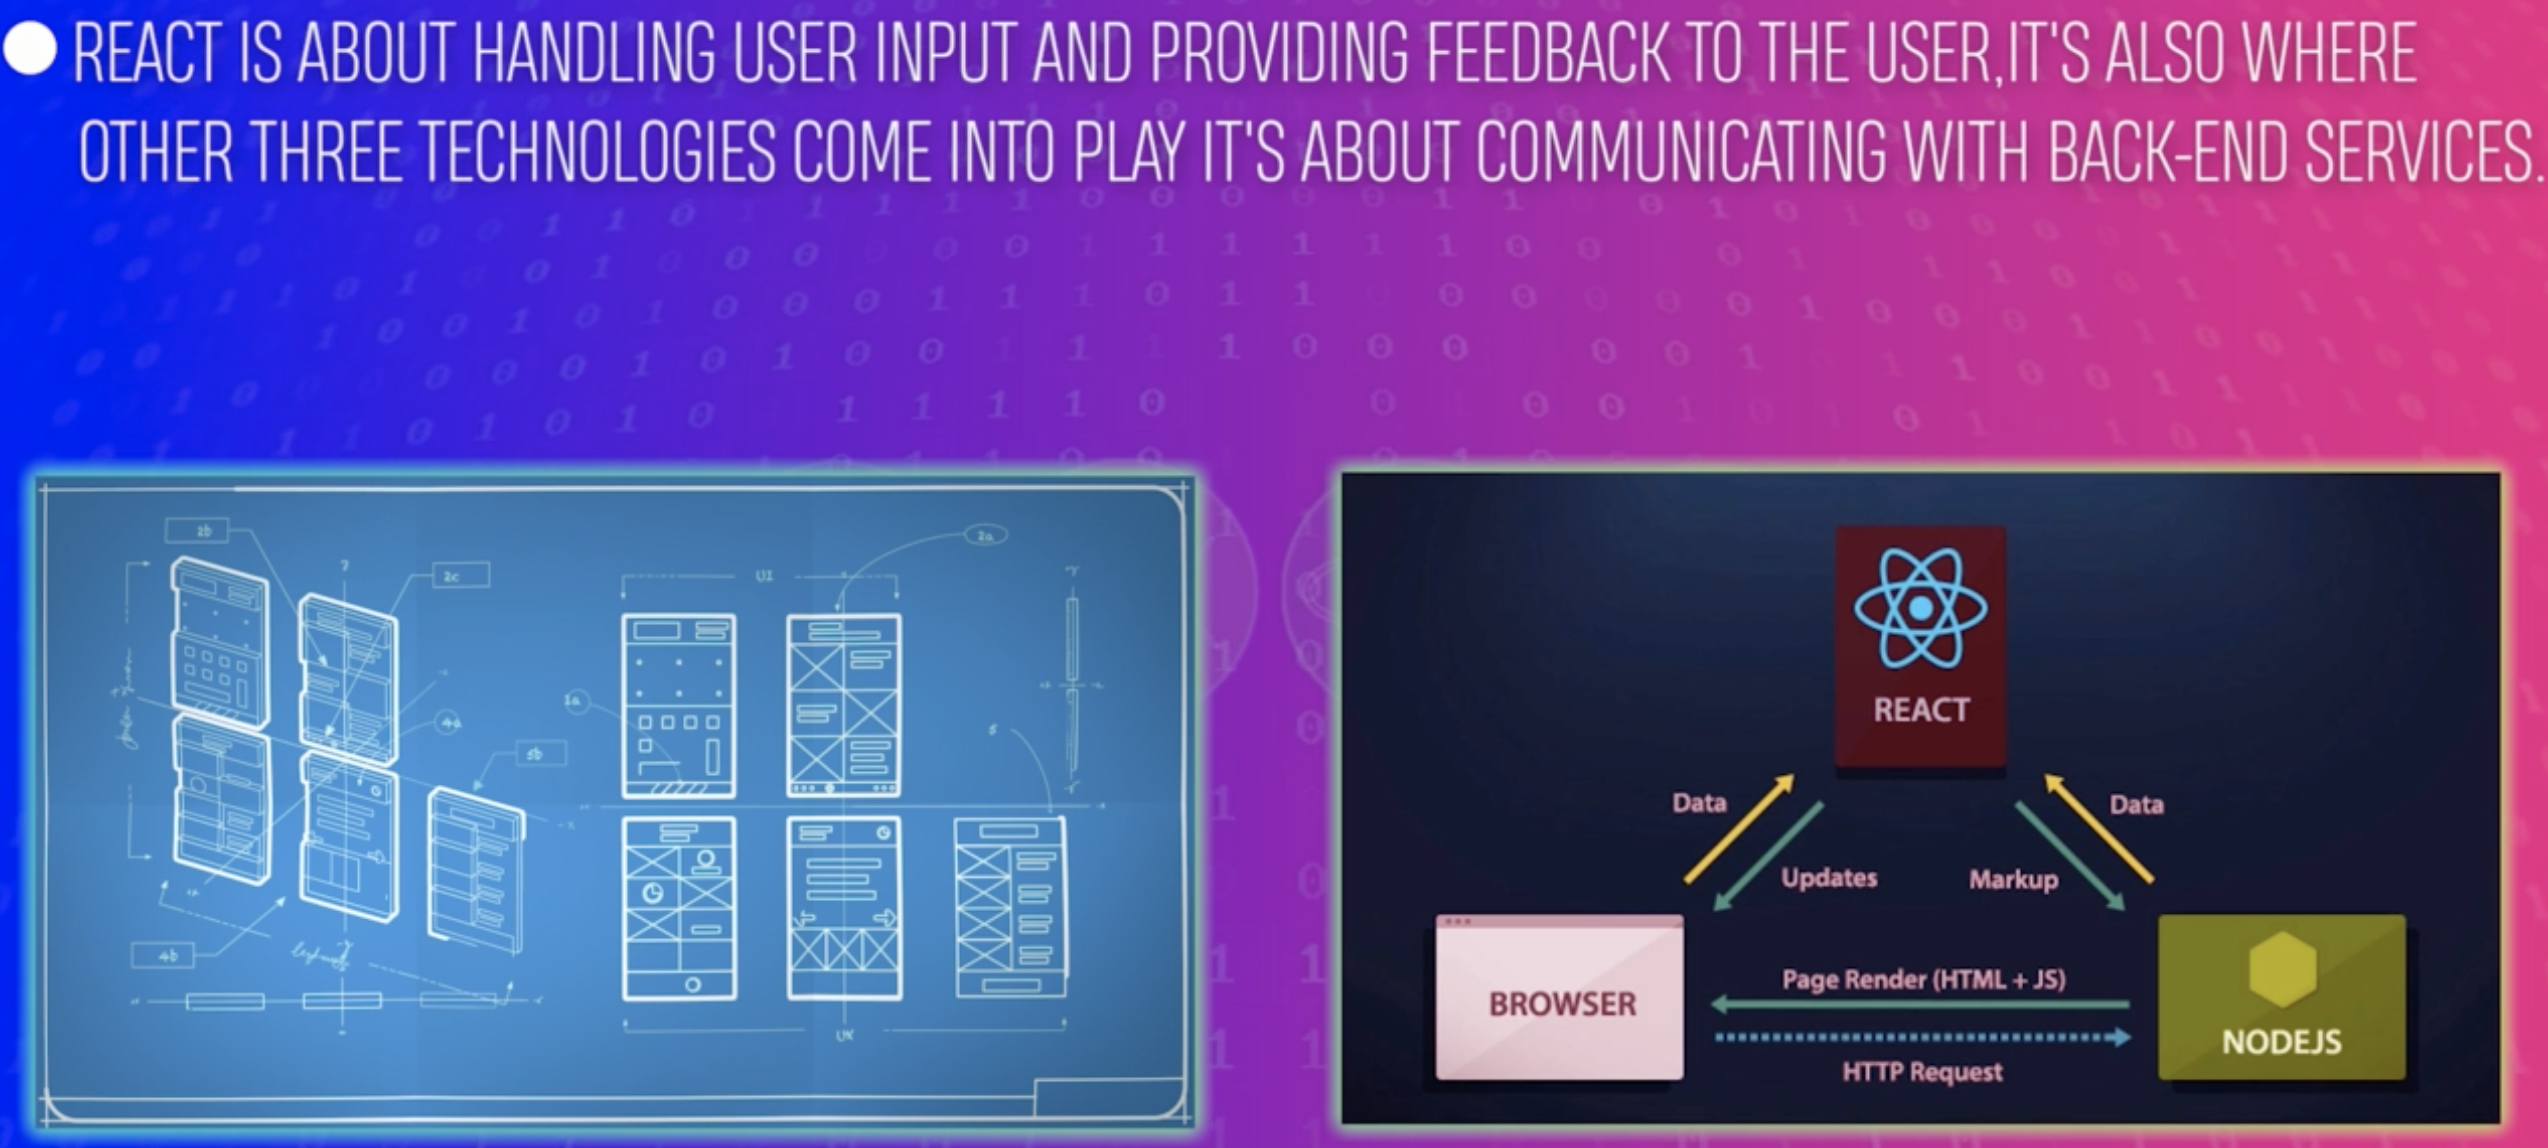 REACT IS ABOUT HANDLING USER INPUT AND PROVIDING FEEDBACK TO THE USER,IT'S ALSO WHERE
OTHER THREE TECHNOLOGIES COME INTO PLAY IT'S ABOUT COMMUNICATING WITH BACK-END SERVICES.
2b
2c
UI
2a
1a
4a
5b
4b
UX
REACT
Data
Data
Updates
Markup
BROWSER
Page Render (HTML + JS)
HTTP Request
NODEJS